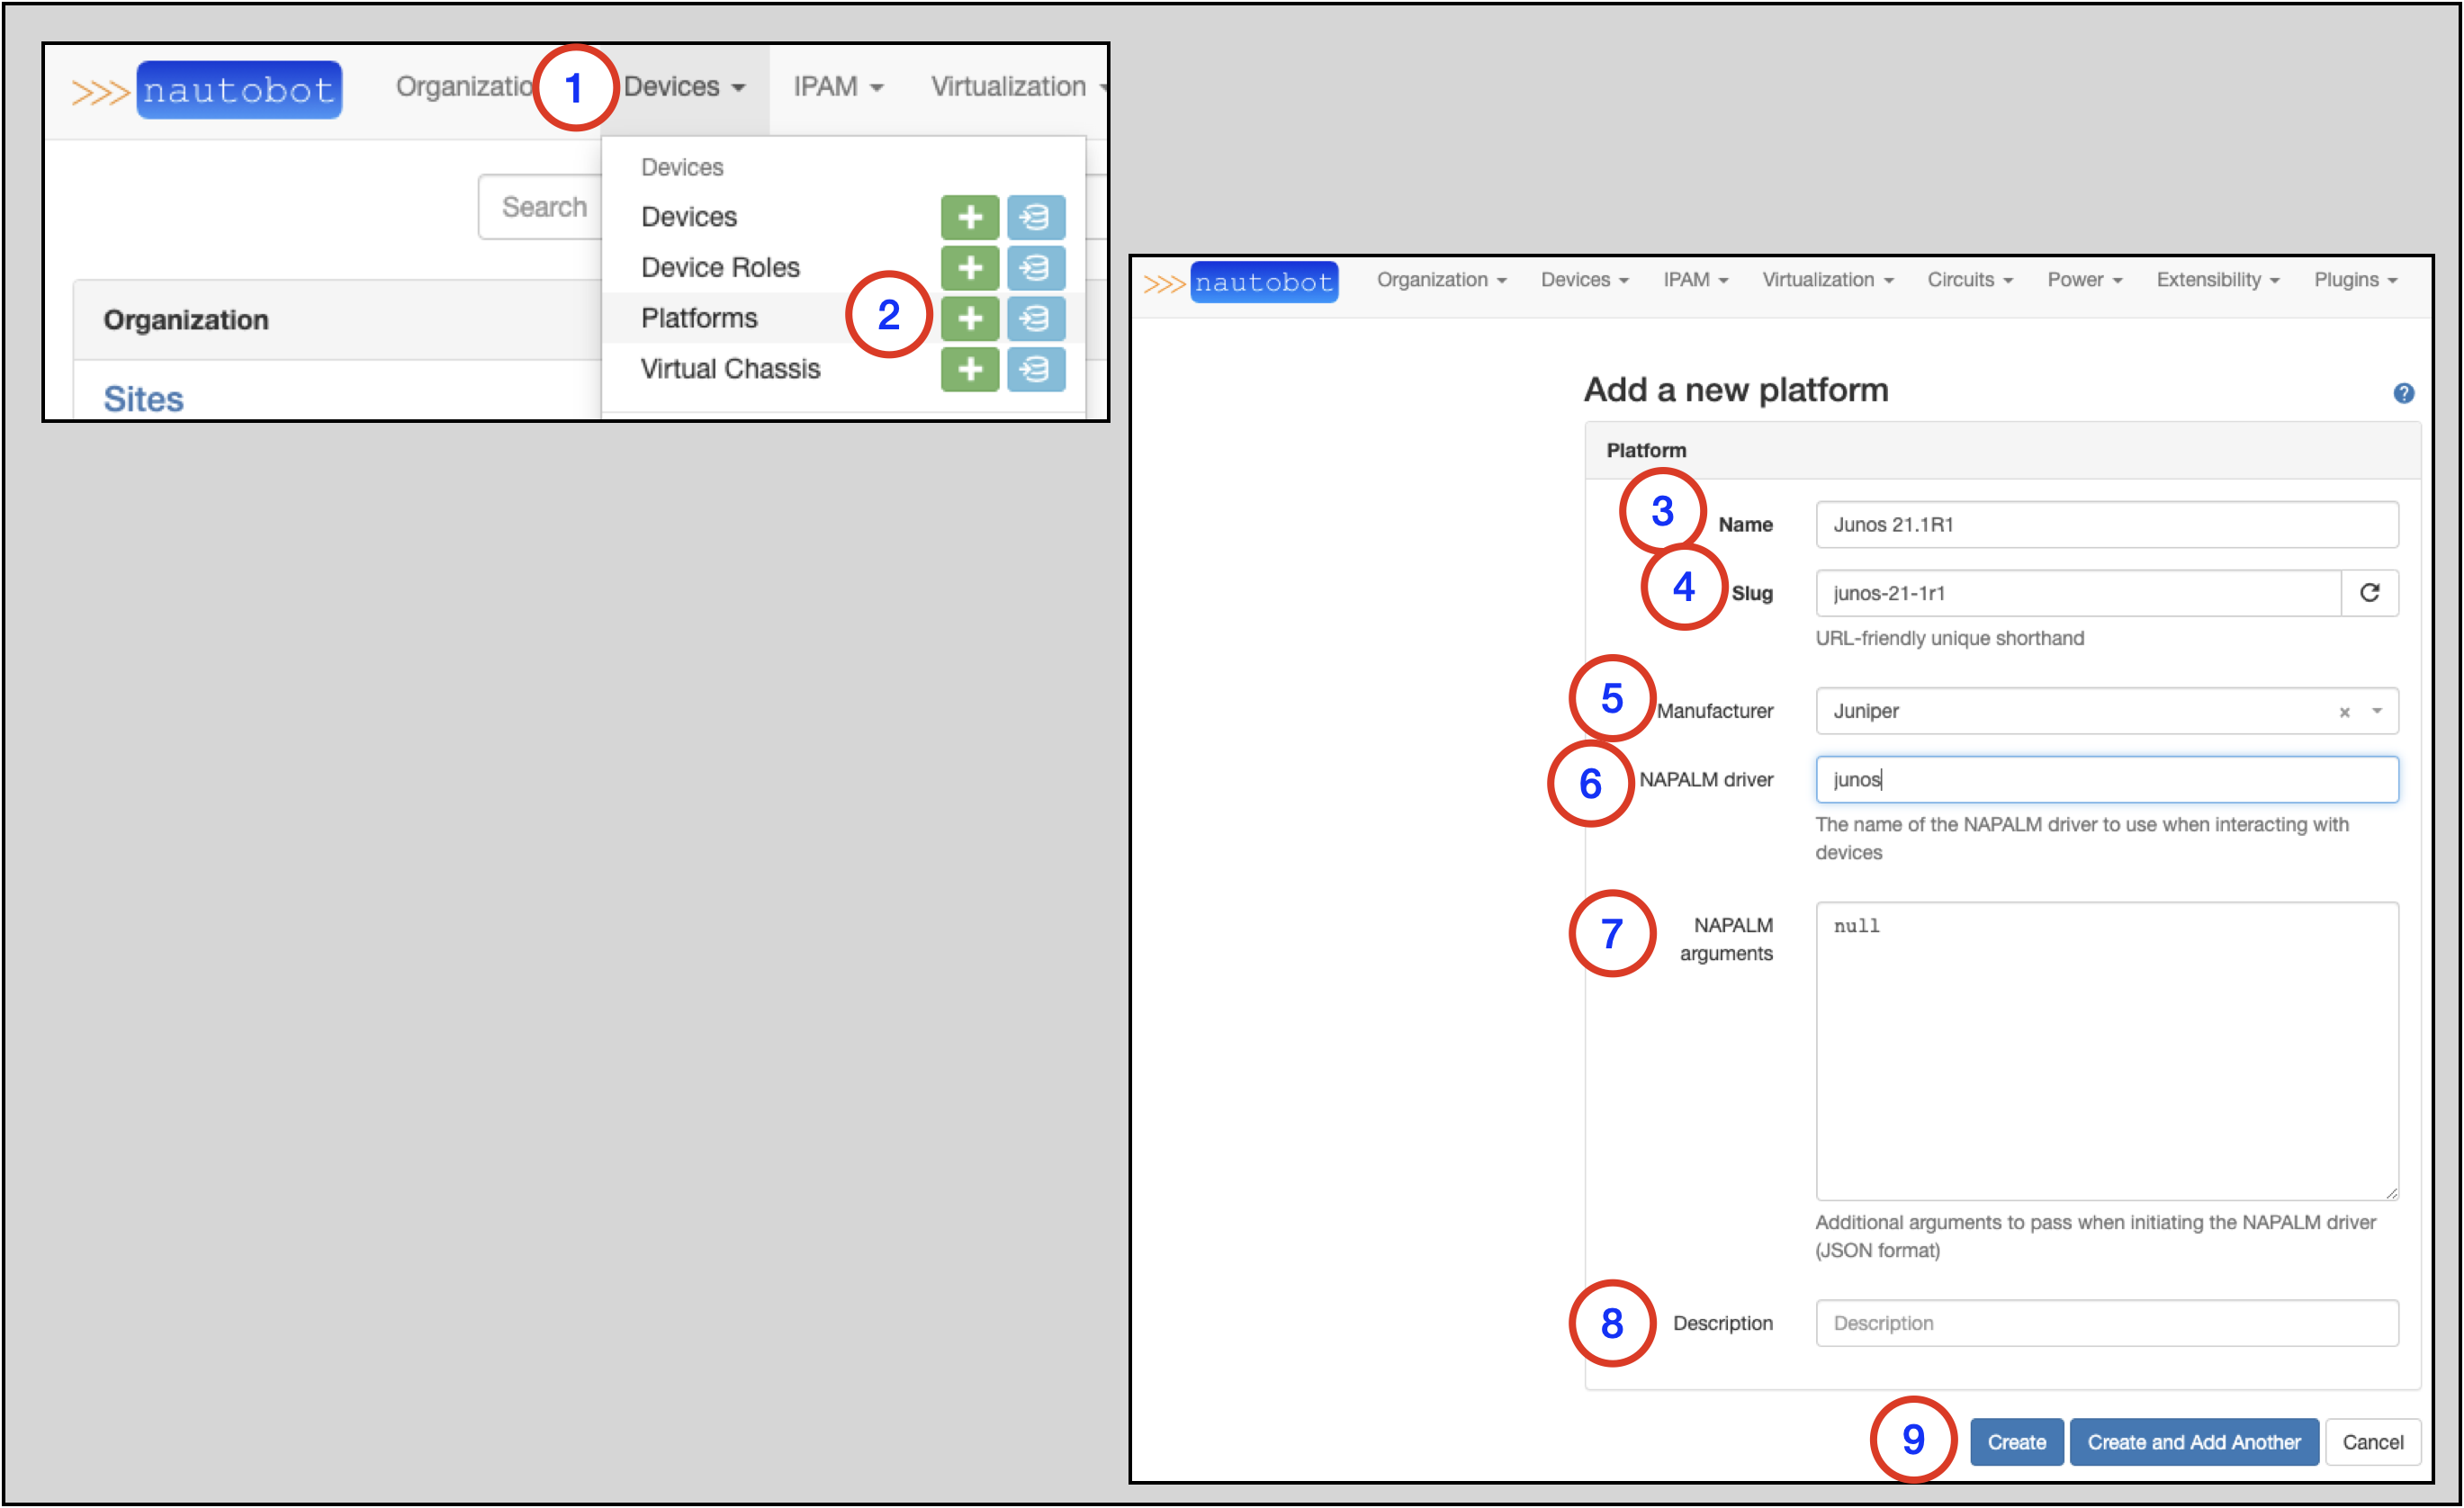 >>> nautobot
1
Devices
IPAM
Virtualization
Search
Devices
Devices
Device Roles
Platforms
2
Virtual Chassis
Organization
Sites
>>> nautobot
Organization
Devices
IPAM
Virtualization
Circuits
Power
Extensibility
Plugins
Add a new platform
?
Platform
3
Name
Junos 21.1R1
4
Slug
junos-21-1r1
URL-friendly unique shorthand
5
Manufacturer
Juniper
×
6
NAPALM driver
junos
The name of the NAPALM driver to use when interacting with
devices
7
NAPALM
arguments
null
Additional arguments to pass when initiating the NAPALM driver
(JSON format)
8
Description
Description
9
Create
Create and Add Another
Cancel